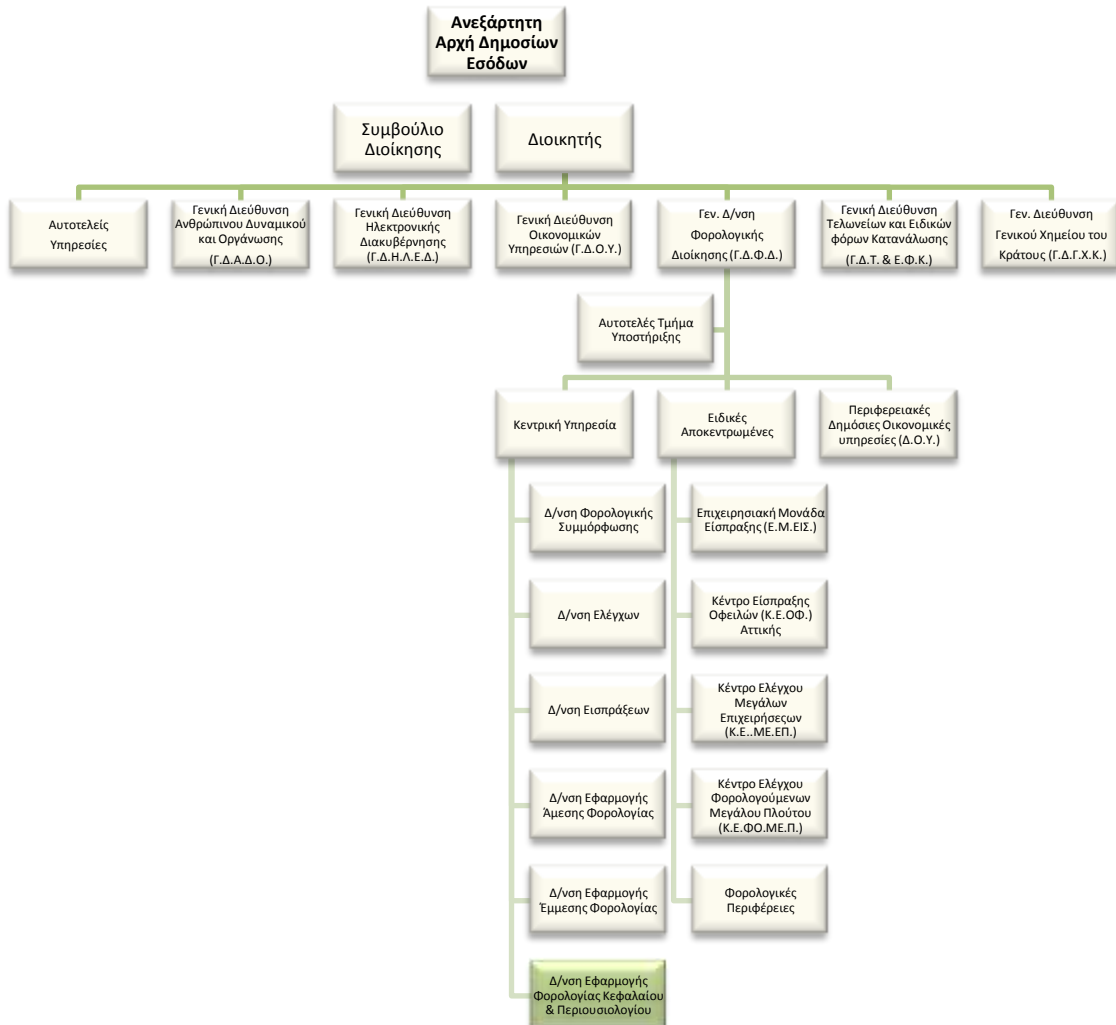 Ανεξάρτητη
Αρχή Δημοσίων
Εσόδων
Συμβούλιο
Διοίκησης
Διοικητής
Αυτοτελείς
Υπηρεσίες
Γενική Διεύθυνση
Ανθρώπινου Δυναμικού
και Οργάνωσης
(Γ.Δ.Α.Δ.Ο.)
Γενική Διεύθυνση
Ηλεκτρονικής
Διακυβέρνησης
(Γ.Δ.Η.Λ.Ε.Δ.)
Γενική Διεύθυνση
Οικονομικών
Υπηρεσιών (Γ.Δ.Ο.Υ.)
Γεν. Δ/νση
Φορολογικής
Διοίκησης (Γ.Δ.Φ.Δ.)
Γενική Διεύθυνση
Τελωνείων και Ειδικών
φόρων Κατανάλωσης
(Γ.Δ.Τ. & Ε.Φ.Κ.)
Γεν. Διεύθυνση
Γενικού Χημείου του
Κράτους (Γ.Δ.Γ.Χ.Κ.)
Αυτοτελές Τμήμα
Υποστήριξης
Κεντρική Υπηρεσία
Ειδικές
Αποκεντρωμένες
Περιφερειακές
Δημόσιες Οικονομικές
υπηρεσίες (Δ.Ο.Υ.)
Δ/νση Φορολογικής
Συμμόρφωσης
Δ/νση Ελέγχων
Δ/νση Εισπράξεων
Δ/νση Εφαρμογής
Άμεσης Φορολογίας
Δ/νση Εφαρμογής
Έμμεσης Φορολογίας
Δ/νση Εφαρμογής
Φορολογίας Κεφαλαίου
& Περιουσιολογίου
Επιχειρησιακή Μονάδα
Είσπραξης (Ε.Μ.ΕΙΣ.)
Κέντρο Είσπραξης
Οφειλών (Κ.Ε.ΟΦ.)
Αττικής
Κέντρο Ελέγχου
Μεγάλων
Επιχειρήσεςων
(Κ.Ε..ΜΕ.ΕΠ.)
Κέντρο Ελέγχου
Φορολογούμενων
Μεγάλου Πλούτου
(Κ.Ε.ΦΟ.ΜΕ.Π.)
Φορολογικές
Περιφέρειες